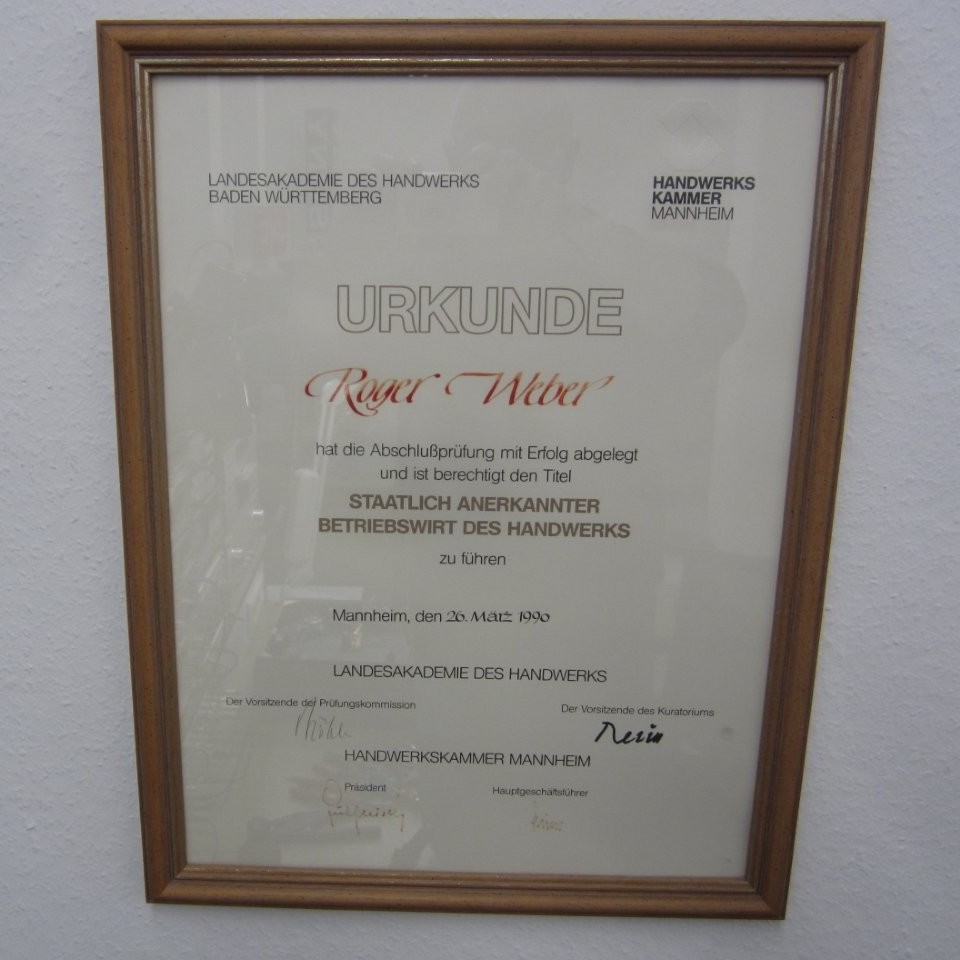 LANDESAKADEMIE DES HANDWERKS
BADEN WÜRTTEMBERG
HANDWERKS
KAMMER
MANNHEIM
URKUNDE
Roger Weber
hat die Abschlußprüfung mit Erfolg abgelegt
und ist berechtigt den Titel
STAATLICH ANERKANNTER
BETRIEBSWIRT DES HANDWERKS
zu führen
Mannheim, den 26. März 1990
LANDESAKADEMIE DES HANDWERKS
Der Vorsitzende der Prüfungskommission
Der Vorsitzende des Kuratoriums
HANDWERKSKAMMER MANNHEIM
Präsident
Hauptgeschäftsführer